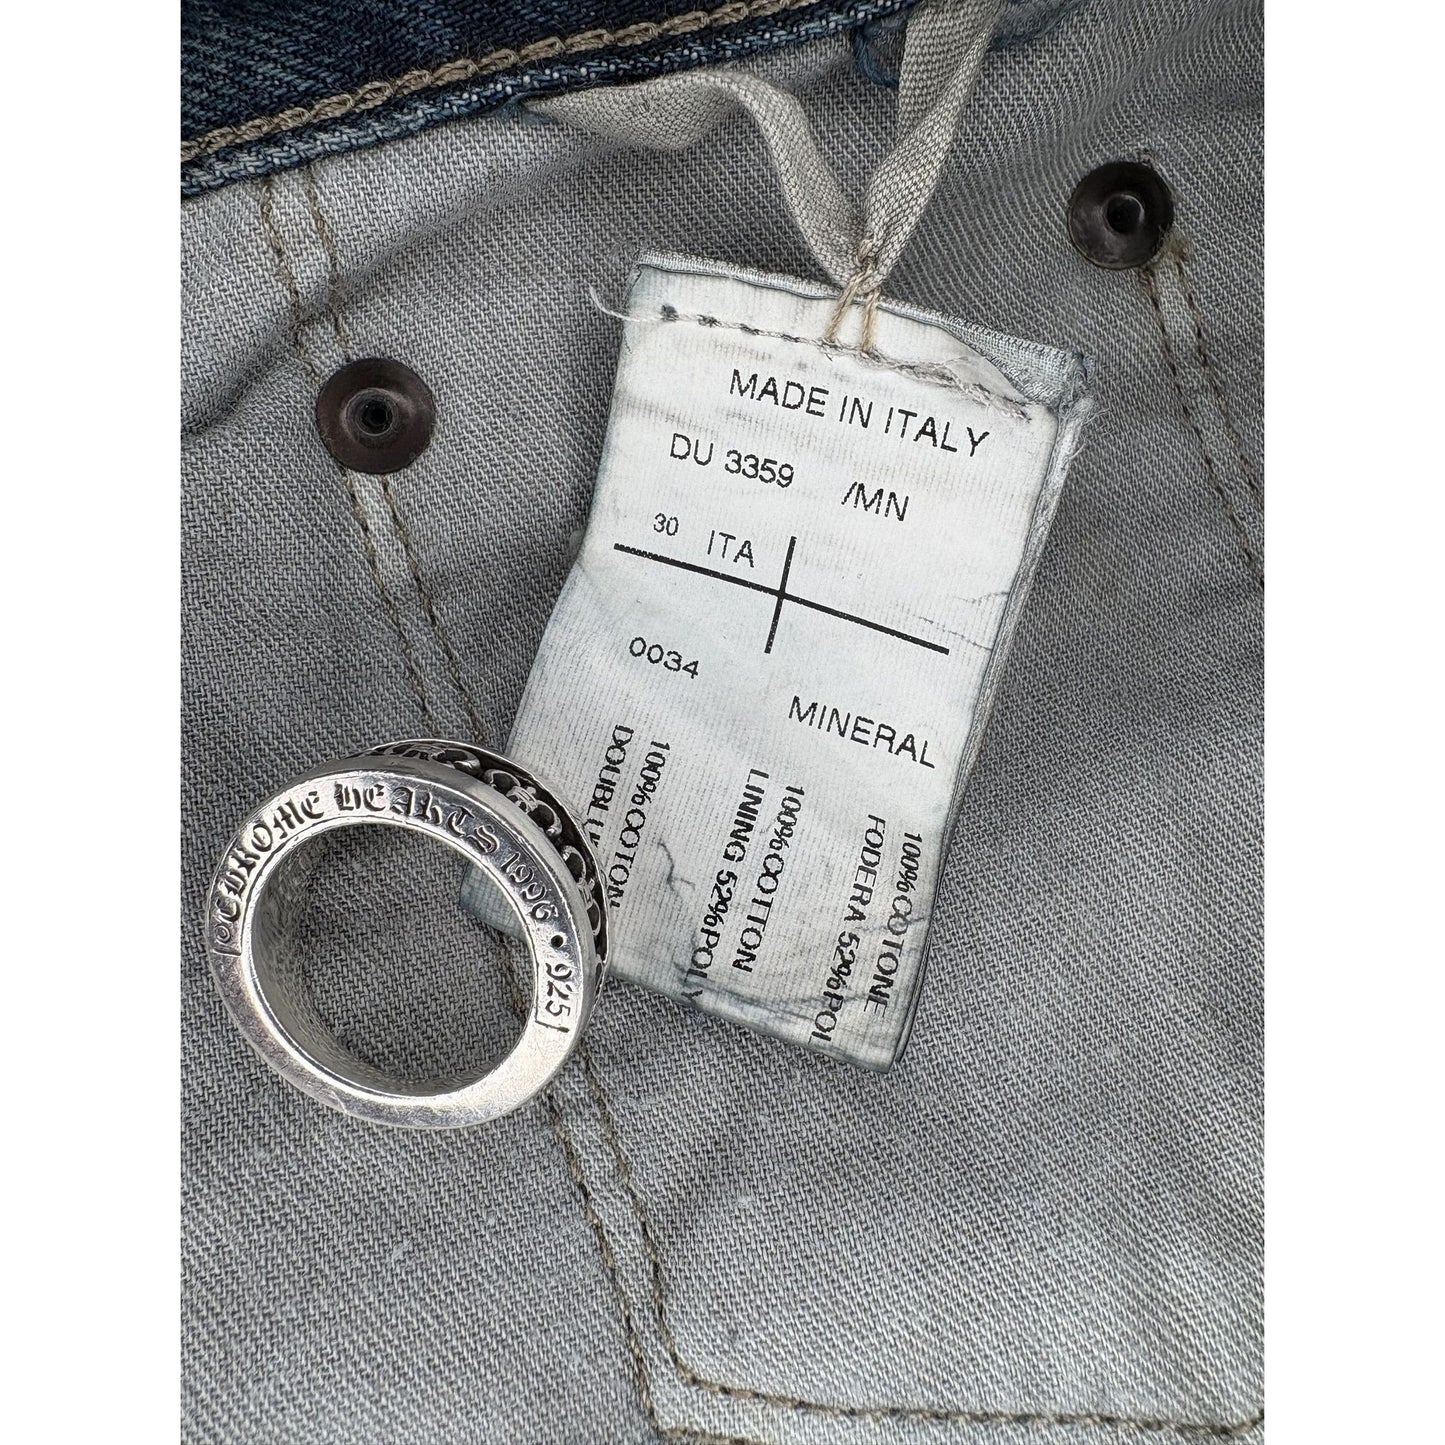 MADE IN ITALY
DU 3359 /MN
30 ITA
0034
MINERAL
100%COTONE
FODERA 52%POL
100%COTTON
LINING 52%POLY
100%COTON
©CHROME HEARTS 1996 • 925